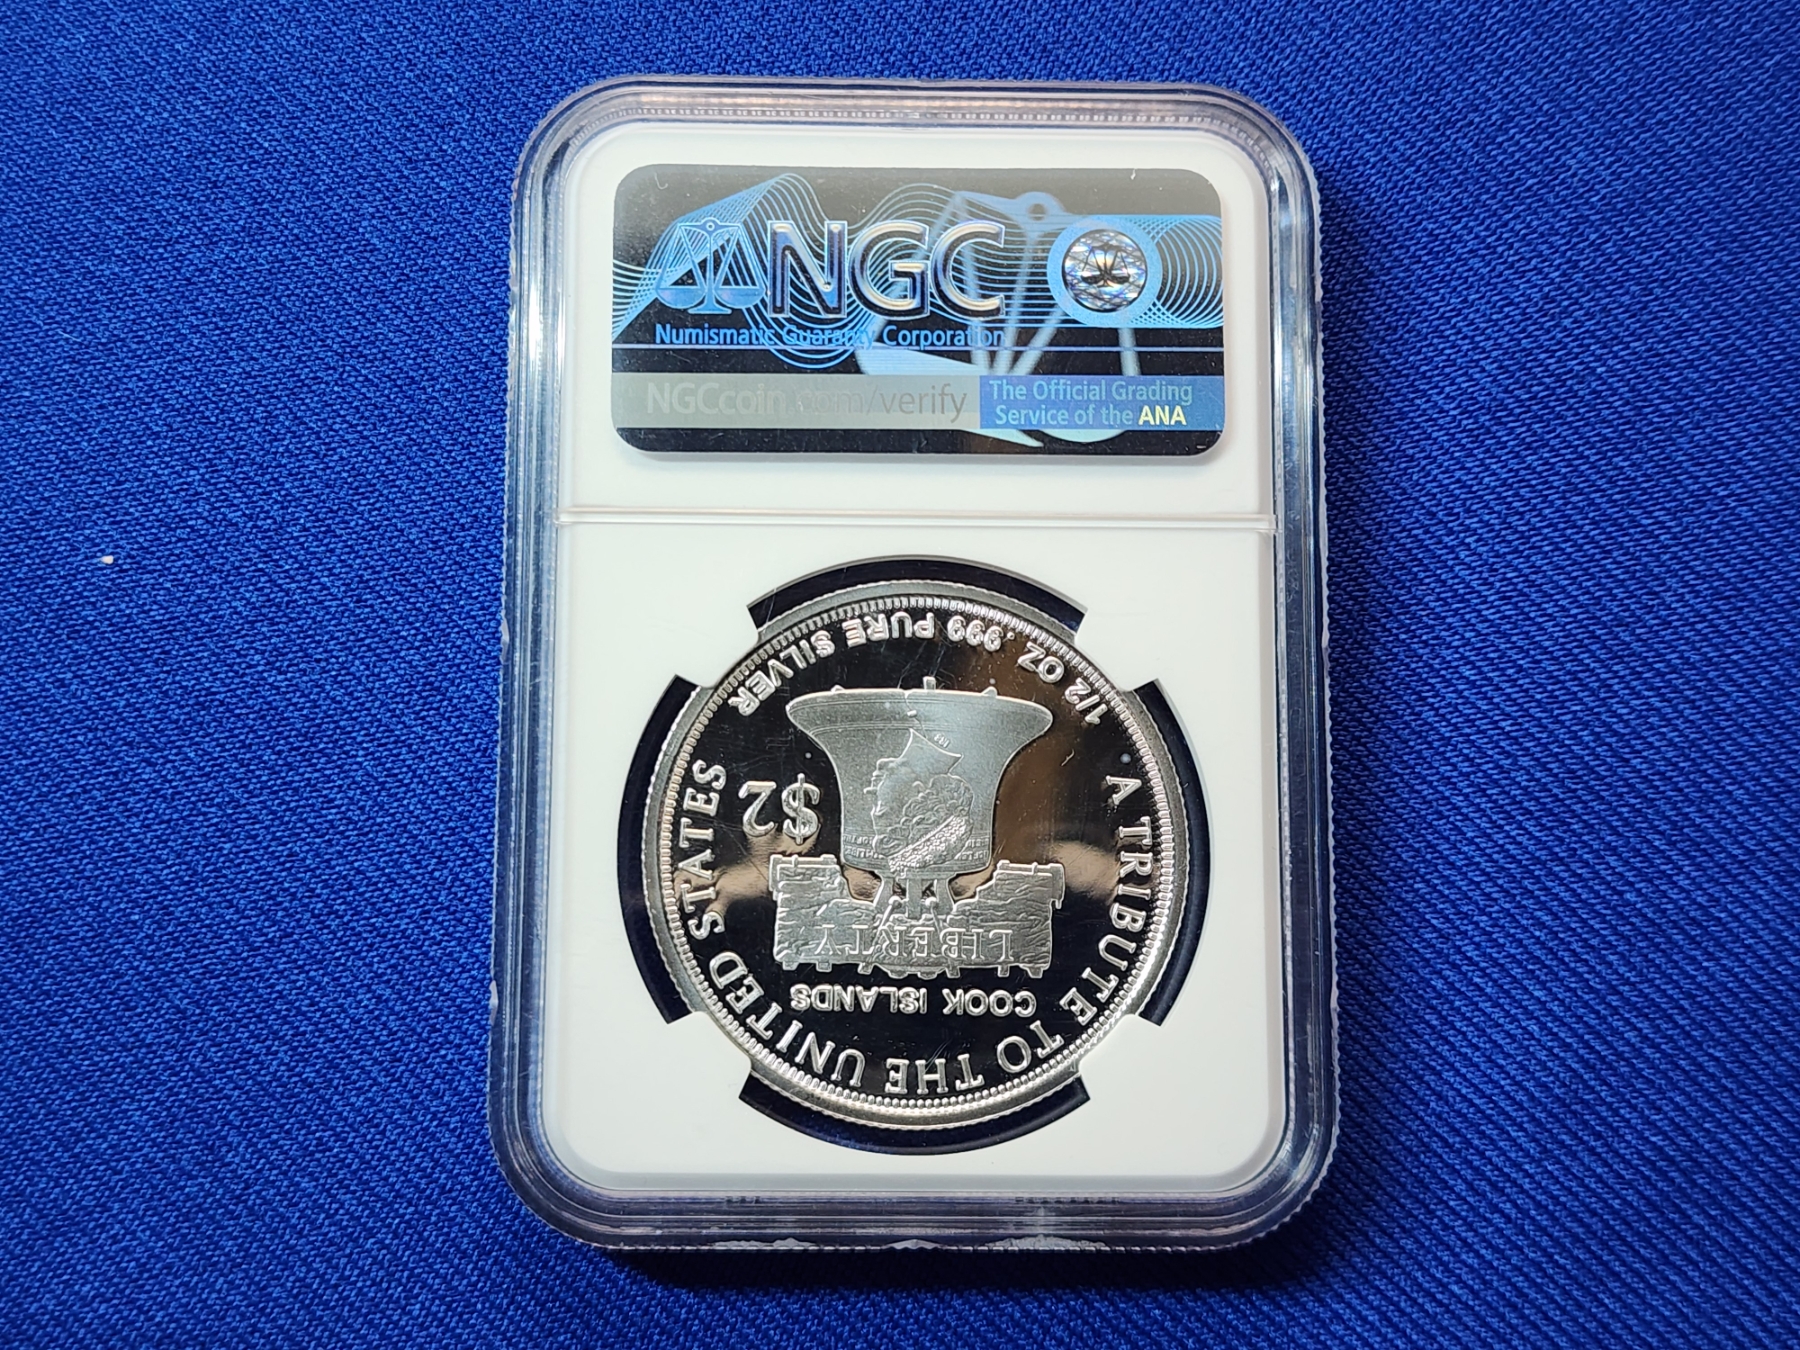 NGC
Numismatic Guaranty Corporation
NGCcoin.com/verify
The Official Grading
Service of the ANA
A TRIBUTE TO THE UNITED STATES
COOK ISLANDS
LIBERTY
$2
1/2 OZ. .999 PURE SILVER